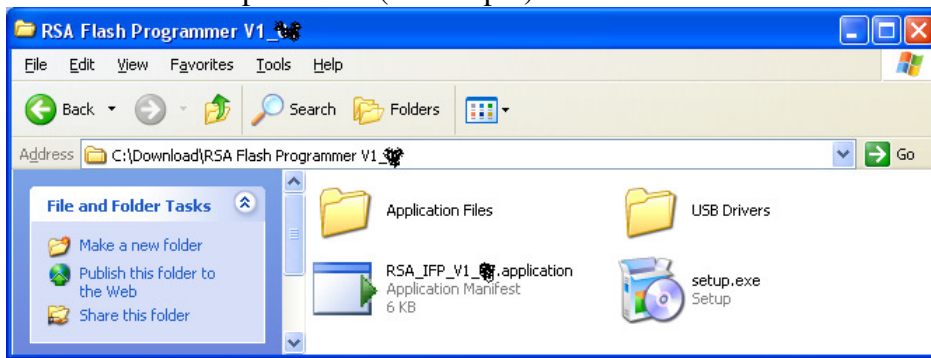 RSA Flash Programmer V1_
File Edit View Favorites Tools Help
Back Search Folders
Address C:\Download\RSA Flash Programmer V1_ Go
File and Folder Tasks
Make a new folder
Publish this folder to
the Web
Share this folder
Application Files
USB Drivers
RSA_IFP_V1_ .application
Application Manifest
6 KB
setup.exe
Setup